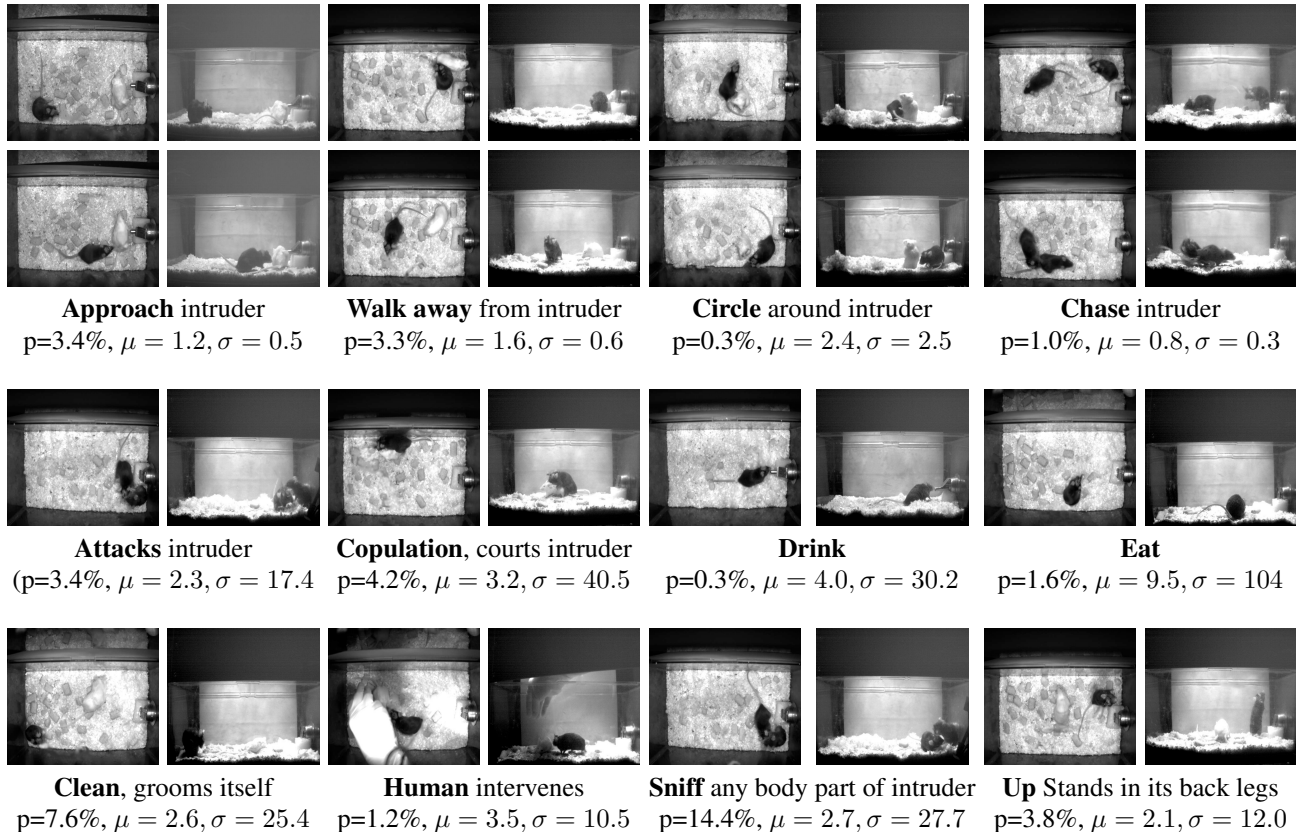 Approach intruder
p=3.4%, μ = 1.2, σ = 0.5
Walk away from intruder
p=3.3%, μ = 1.6, σ = 0.6
Circle around intruder
p=0.3%, μ = 2.4, σ = 2.5
Chase intruder
p=1.0%, μ = 0.8, σ = 0.3
Attacks intruder
(p=3.4%, μ = 2.3, σ = 17.4
Copulation, courts intruder
p=4.2%, μ = 3.2, σ = 40.5
Drink
p=0.3%, μ = 4.0, σ = 30.2
Eat
p=1.6%, μ = 9.5, σ = 104
Clean, grooms itself
p=7.6%, μ = 2.6, σ = 25.4
Human intervenes
p=1.2%, μ = 3.5, σ = 10.5
Sniff any body part of intruder
p=14.4%, μ = 2.7, σ = 27.7
Up Stands in its back legs
p=3.8%, μ = 2.1, σ = 12.0